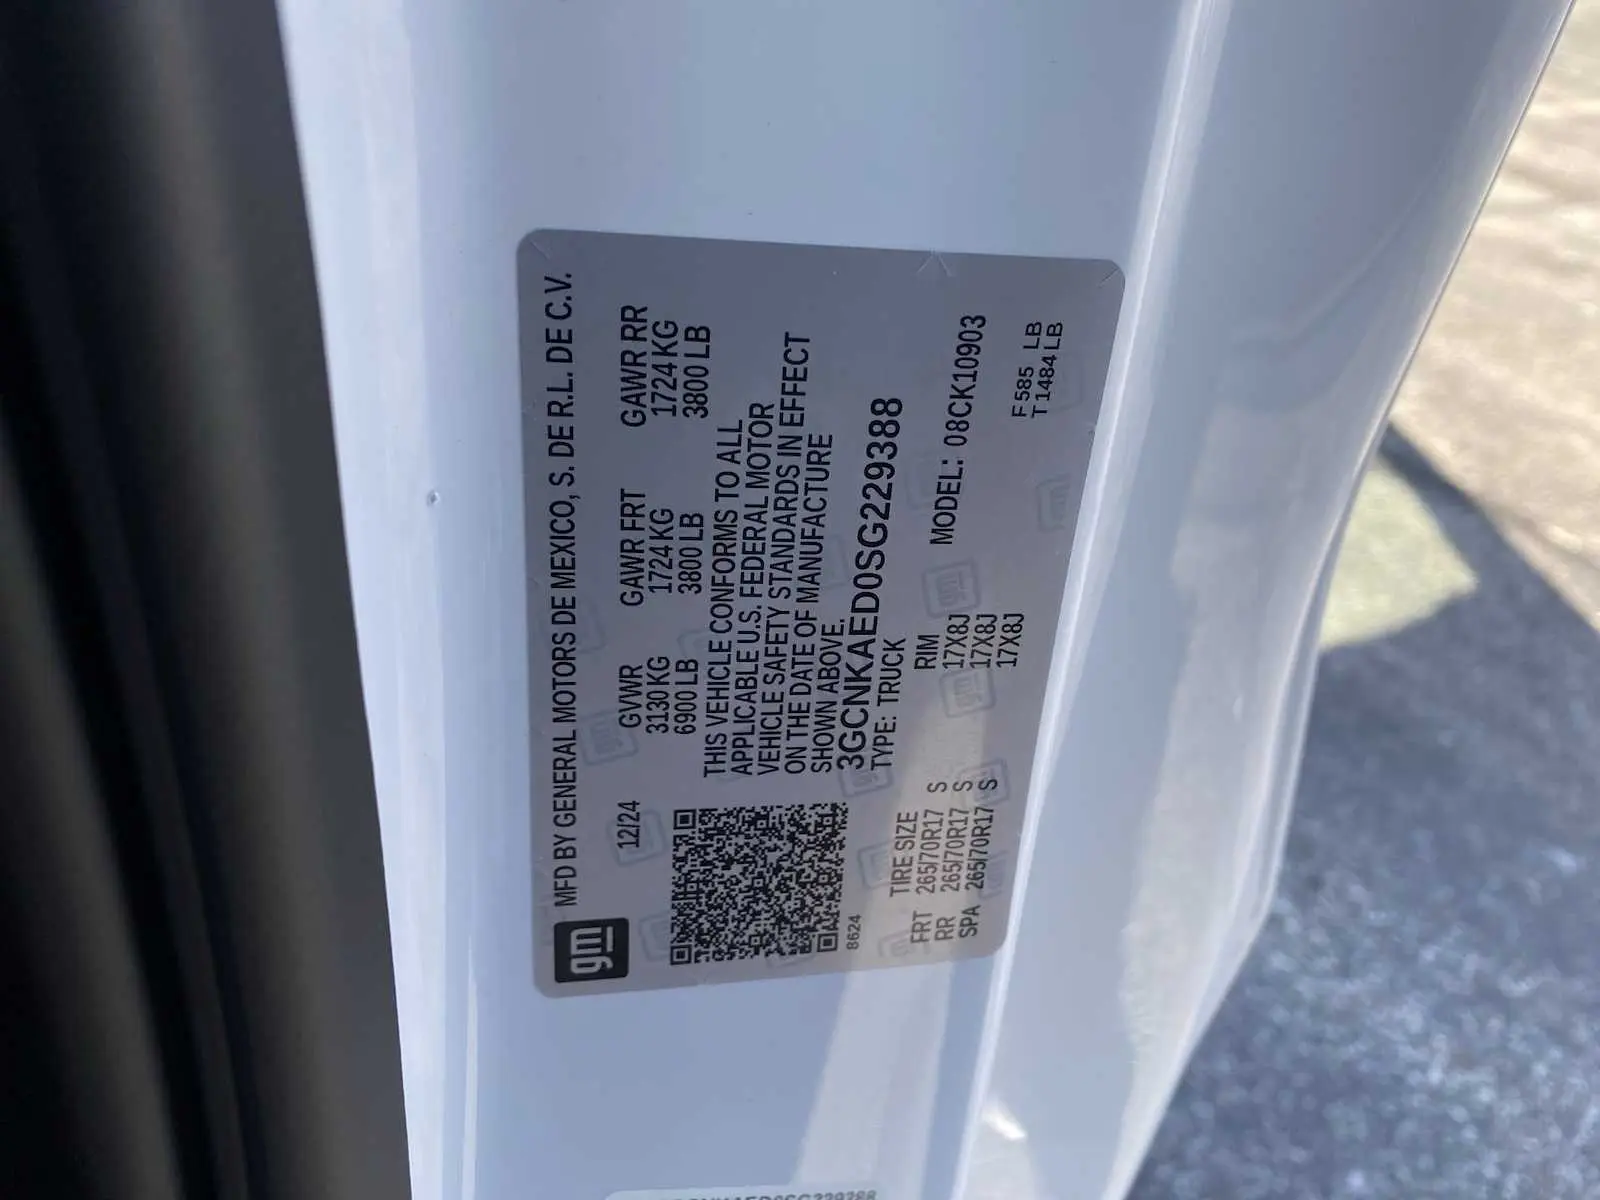 gm MFD BY GENERAL MOTORS DE MEXICO, S. DE R.L. DE C.V.
12/24 GVWR GAWR FRT GAWR RR
3130 KG 1724 KG 1724 KG
6900 LB 3800 LB 3800 LB
THIS VEHICLE CONFORMS TO ALL
APPLICABLE U.S. FEDERAL MOTOR
VEHICLE SAFETY STANDARDS IN EFFECT
ON THE DATE OF MANUFACTURE
SHOWN ABOVE.
3GCNKAED0SG229388
8624 TYPE: TRUCK
TIRE SIZE RIM MODEL: 08CK10903
FRT 265/70R17 S 17X8J
RR 265/70R17 S 17X8J
SPA 265/70R17 S 17X8J
F 585 LB
T 1484 LB